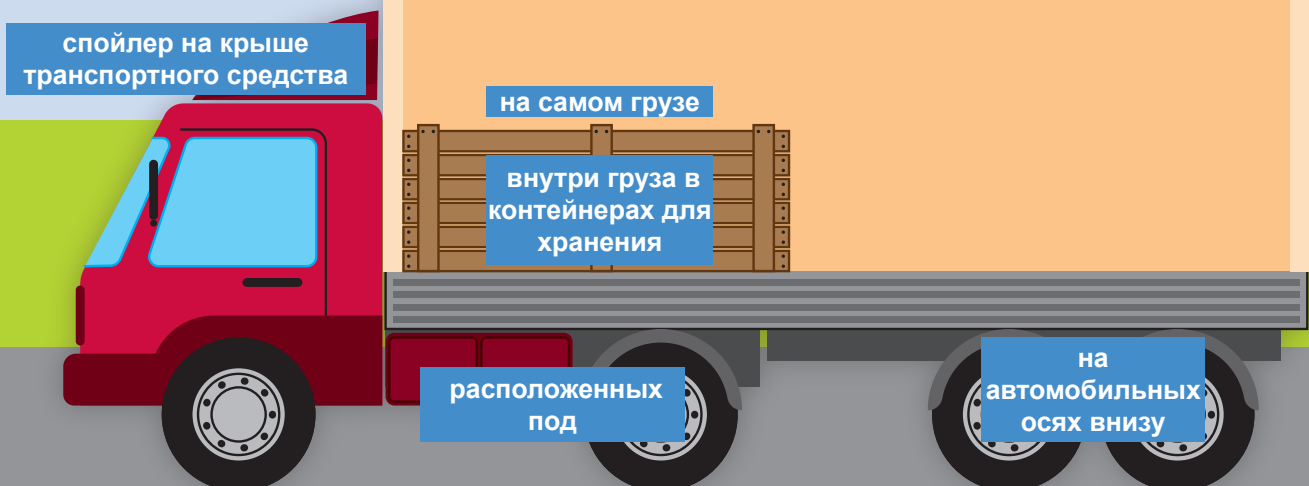 спойлер на крыше
транспортного средства
на самом грузе
внутри груза в
контейнерах для
хранения
расположенных
под
на
автомобильных
осях внизу